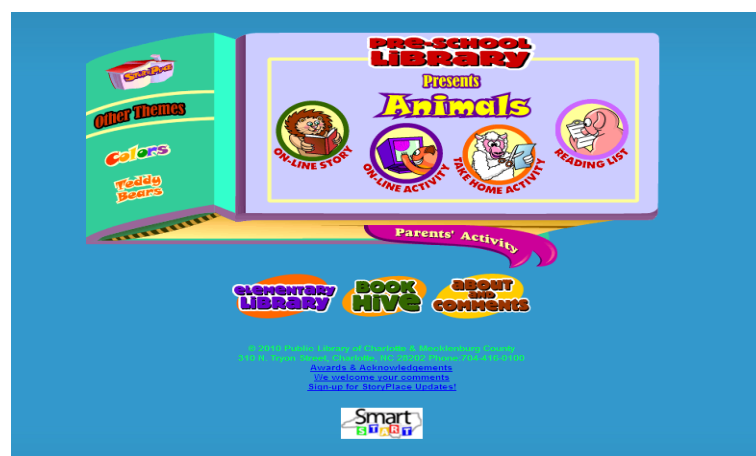 PRE-SCHOOL
LIBRARY
Presents
Animals
ON-LINE STORY
ON-LINE ACTIVITY
TAKE HOME ACTIVITY
READING LIST
StoryPlace
Other Themes
Colors
Teddy
Bears
Parents' Activity
ELEMENTARY
LIBRARY
BOOK
HIVE
ABOUT
AND
COMMENTS
© 2010 Public Library of Charlotte & Mecklenburg County
310 N. Tryon Street, Charlotte, NC 28202 Phone:704-416-0100
Awards & Acknowledgements
We welcome your comments
Sign-up for StoryPlace Updates!
Smart
START